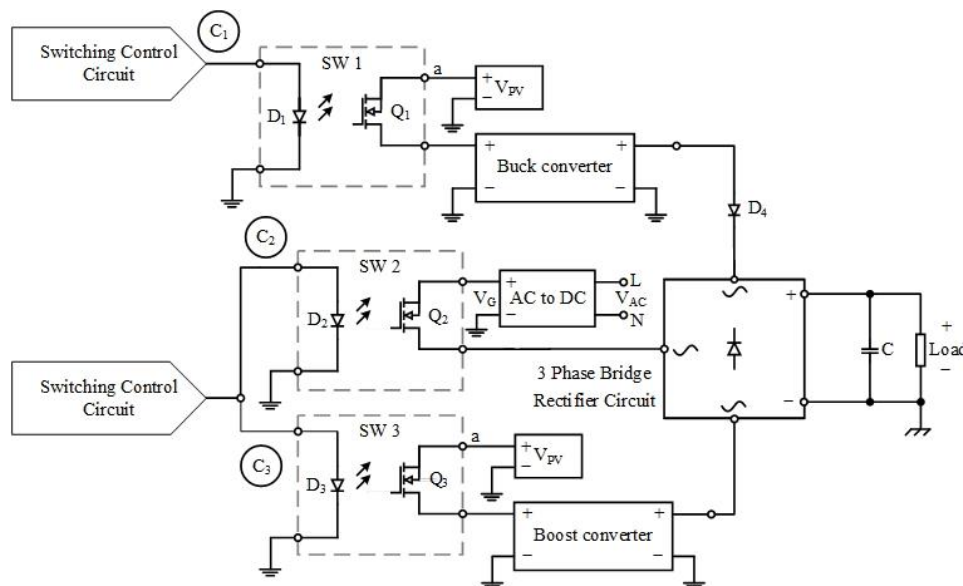 C1
Switching Control
Circuit
SW 1
D1
Q1
a
+
−
VPV
+
−
Buck converter
+
−
D4
C2
SW 2
D2
Q2
VG
+
−
AC to DC
L
VAC
N
3 Phase Bridge
Rectifier Circuit
+
−
C
+
Load
−
Switching Control
Circuit
C3
SW 3
D3
Q3
a
+
−
VPV
+
−
Boost converter
+
−